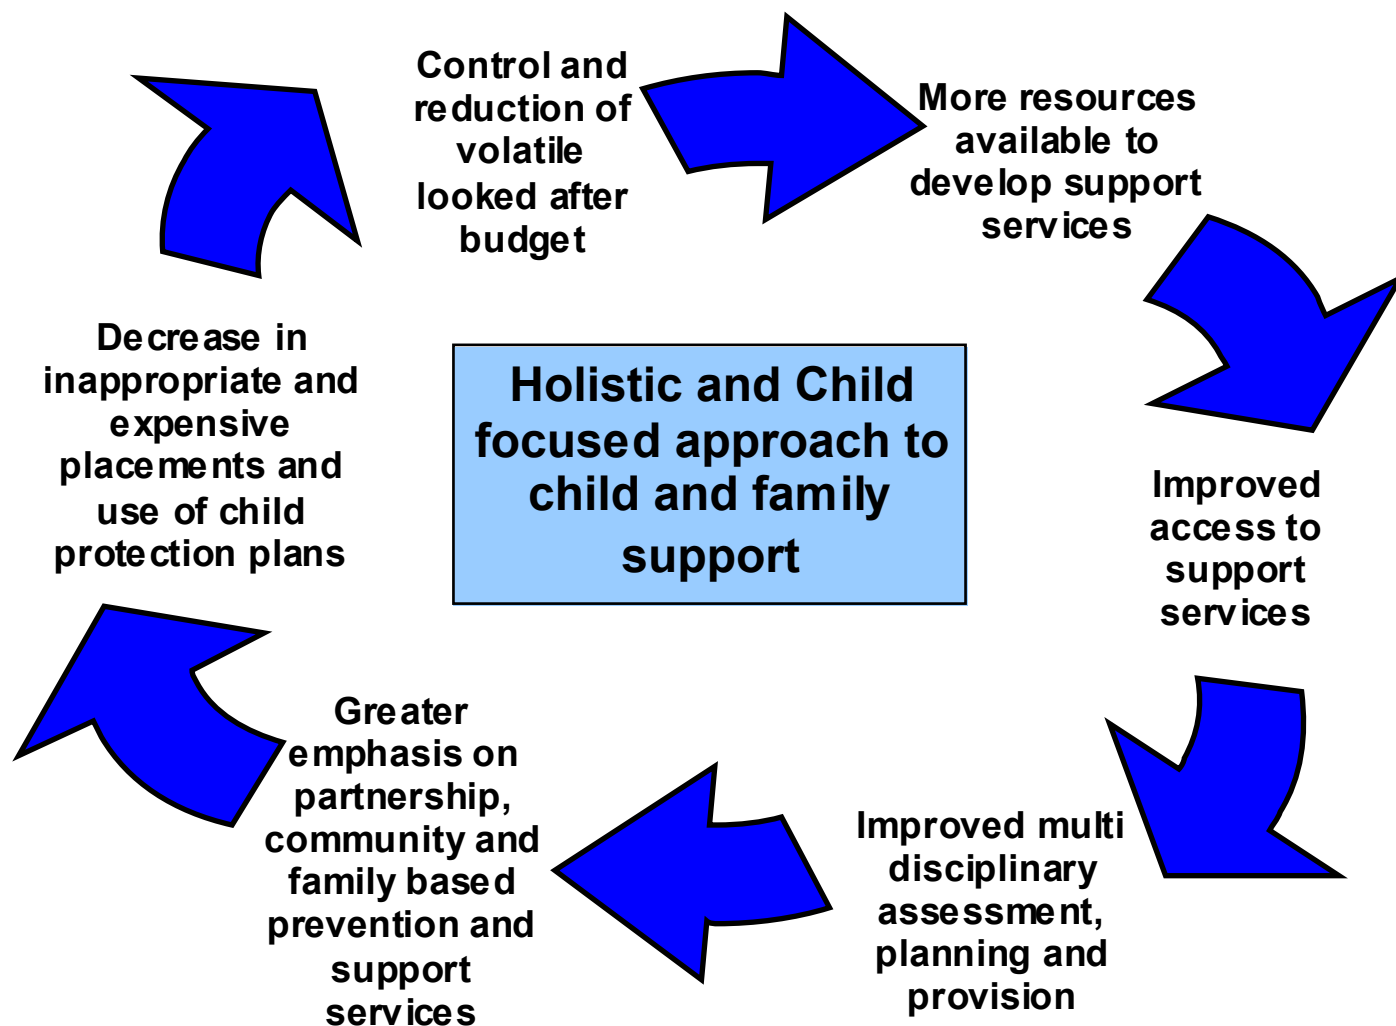 Control and
reduction of
volatile
looked after
budget
More resources
available to
develop support
services
Improved
access to
support
services
Improved multi
disciplinary
assessment,
planning and
provision
Greater
emphasis on
partnership,
community and
family based
prevention and
support
services
Decrease in
inappropriate and
expensive
placements and
use of child
protection plans
Holistic and Child
focused approach to
child and family
support